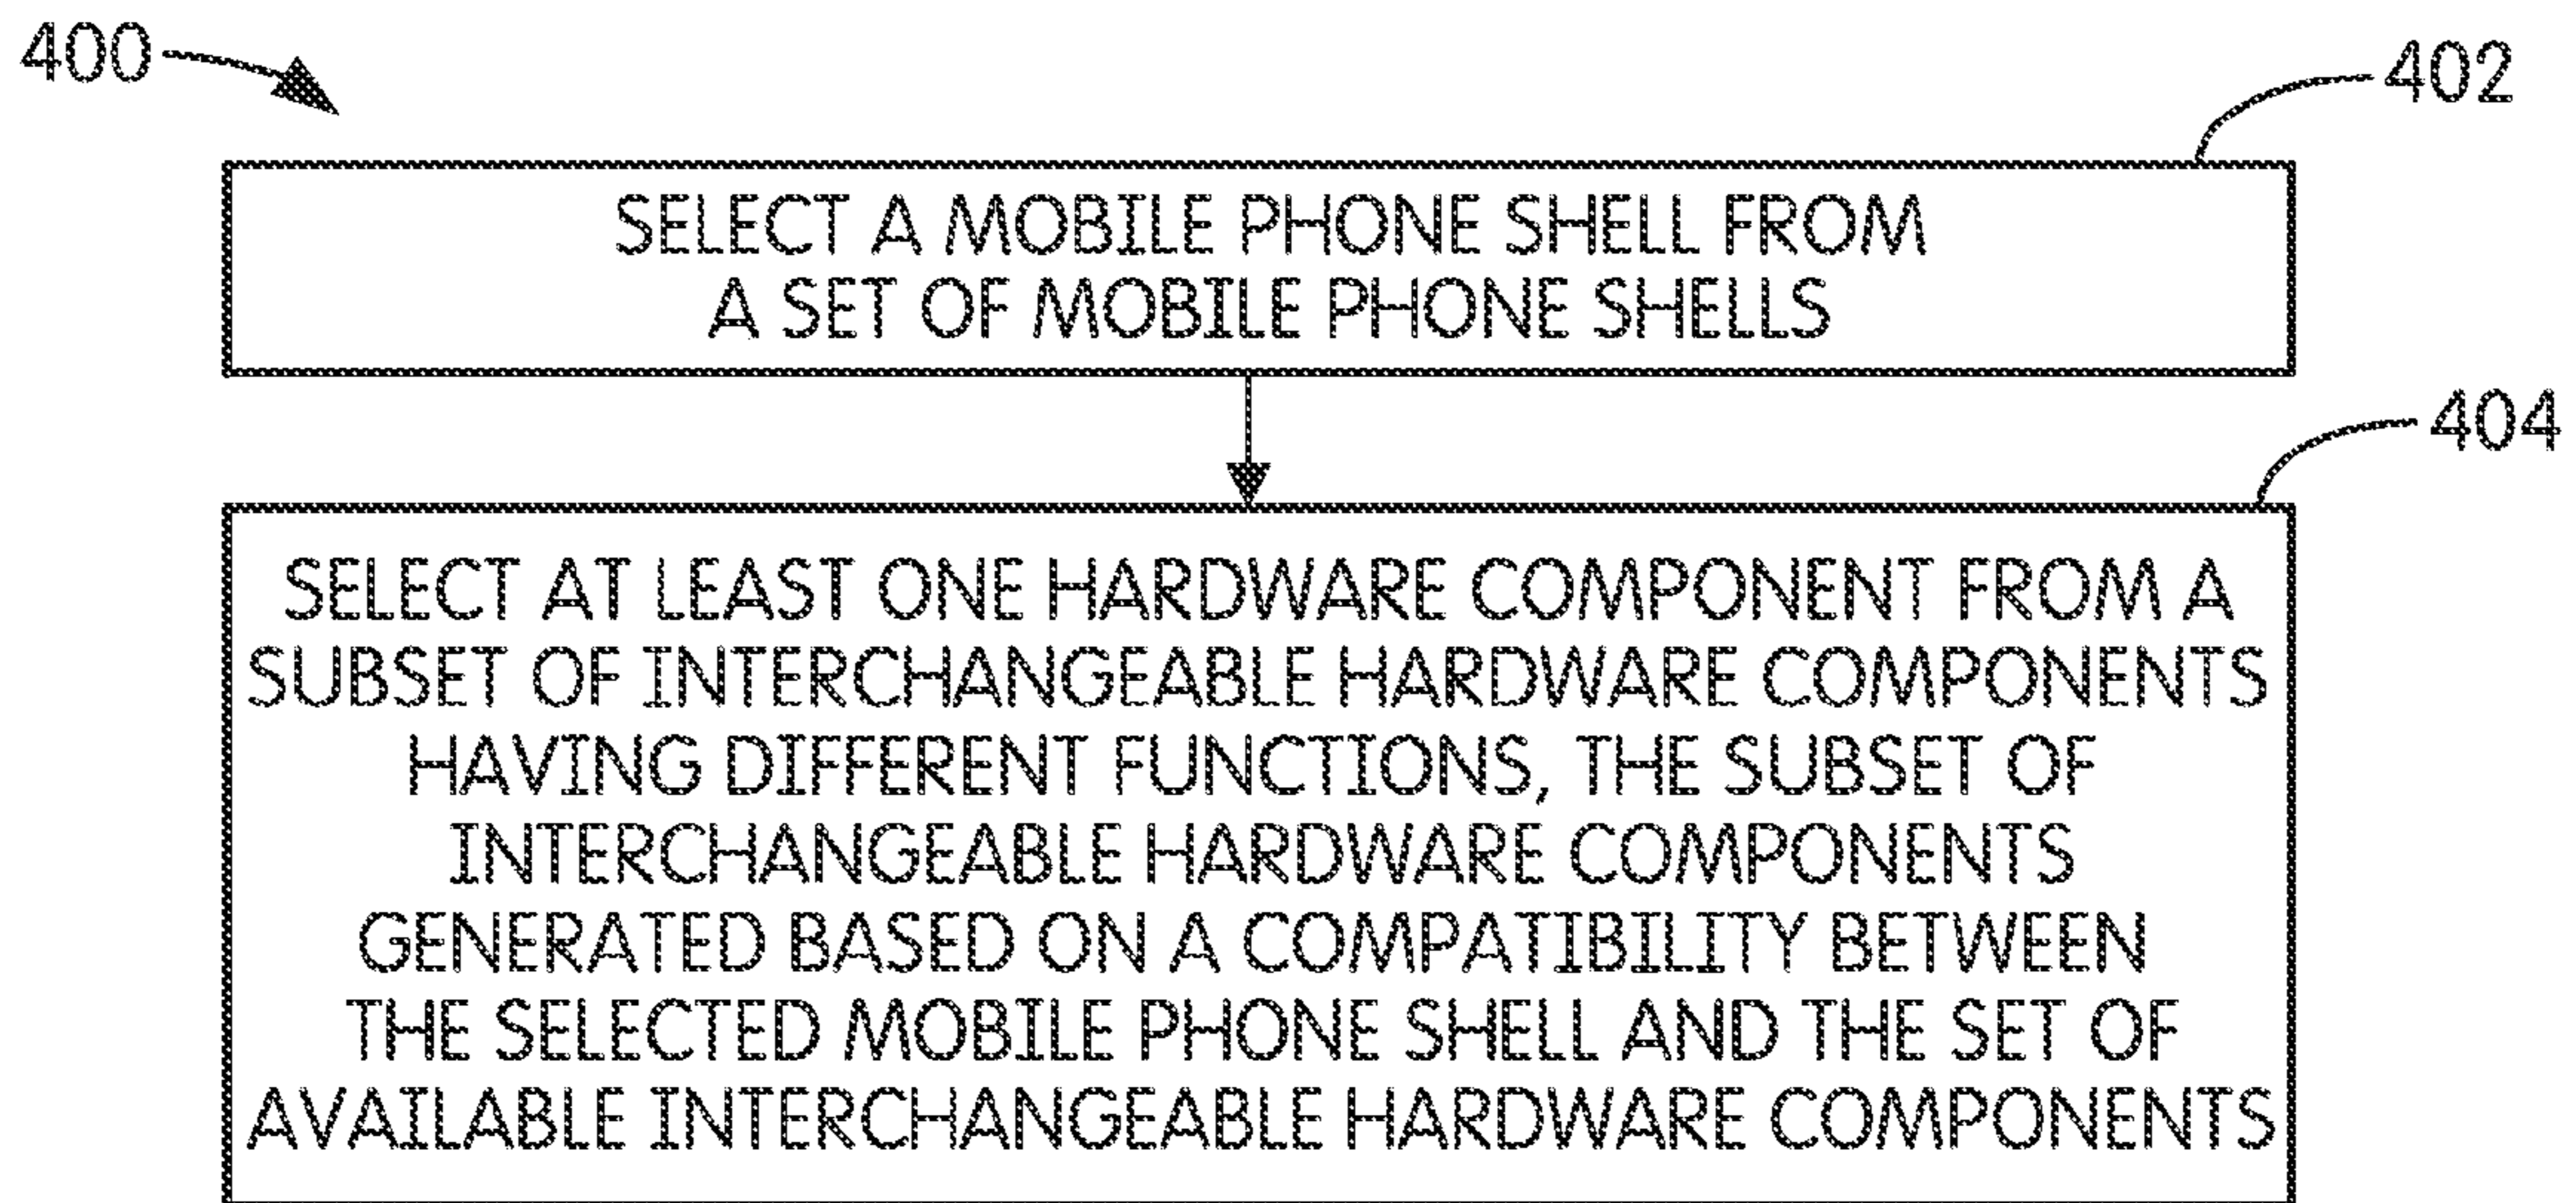 400
402
SELECT A MOBILE PHONE SHELL FROM
A SET OF MOBILE PHONE SHELLS
404
SELECT AT LEAST ONE HARDWARE COMPONENT FROM A
SUBSET OF INTERCHANGEABLE HARDWARE COMPONENTS
HAVING DIFFERENT FUNCTIONS, THE SUBSET OF
INTERCHANGEABLE HARDWARE COMPONENTS
GENERATED BASED ON A COMPATIBILITY BETWEEN
THE SELECTED MOBILE PHONE SHELL AND THE SET OF
AVAILABLE INTERCHANGEABLE HARDWARE COMPONENTS